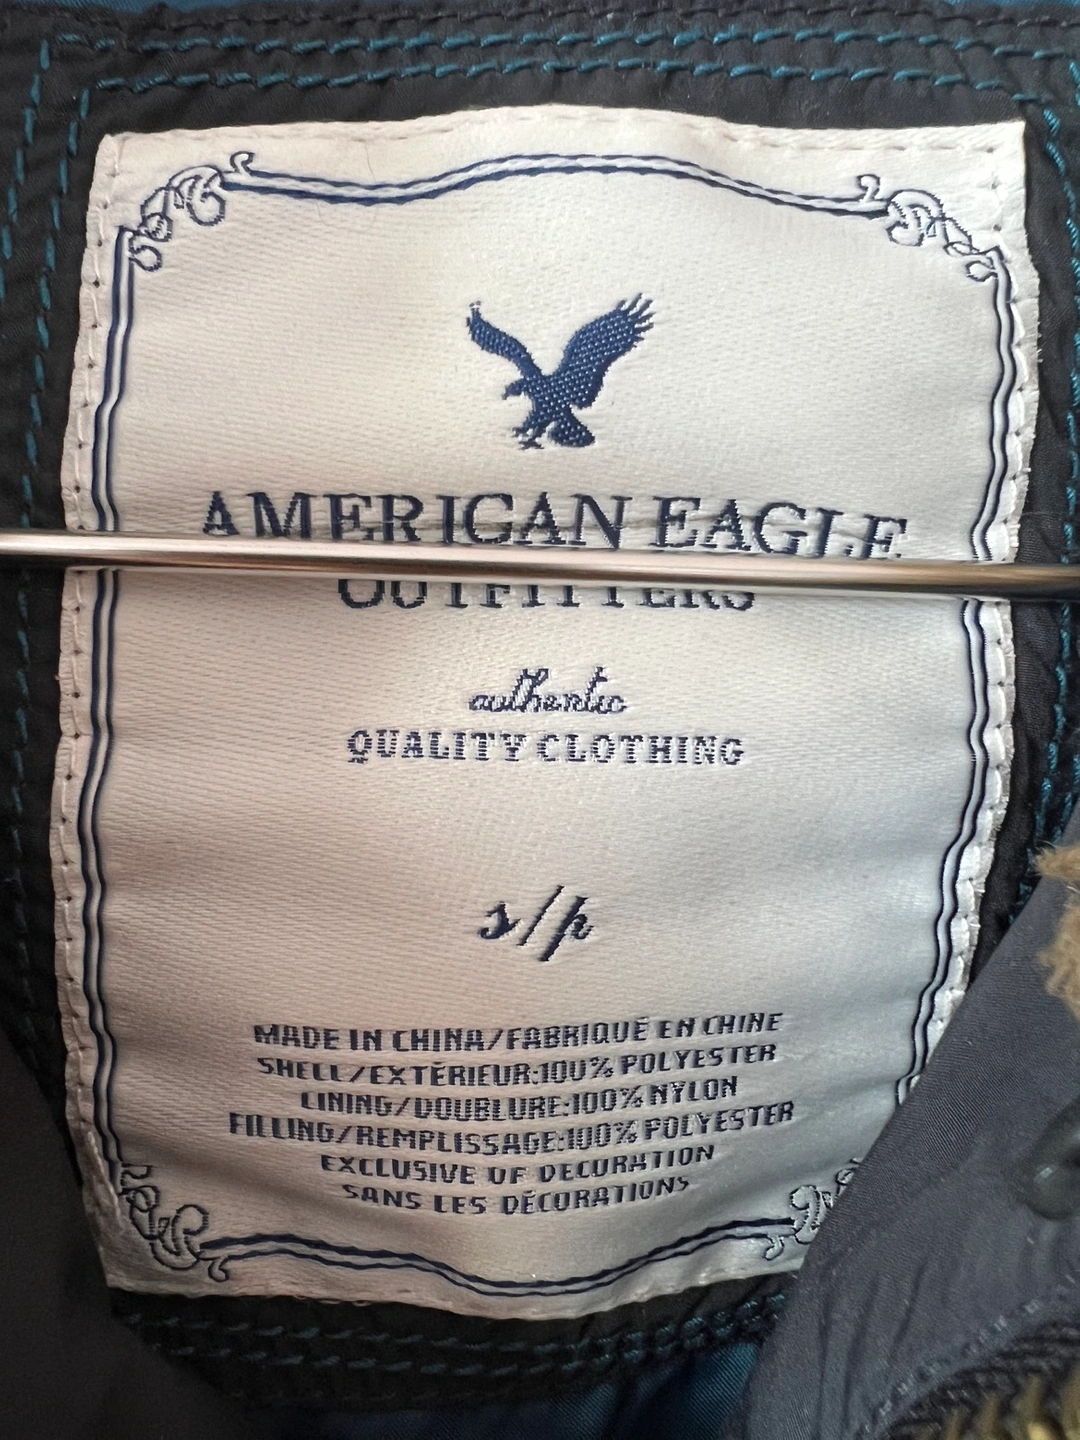 AMERICAN EAGLE
OUTFITTERS
authentic
QUALITY CLOTHING
s/p
MADE IN CHINA/FABRIQUÉ EN CHINE
SHELL/EXTÉRIEUR:100% POLYESTER
LINING/DOUBLURE:100% NYLON
FILLING/REMPLISSAGE:100% POLYESTER
EXCLUSIVE OF DECORATION
SANS LES DÉCORATIONS